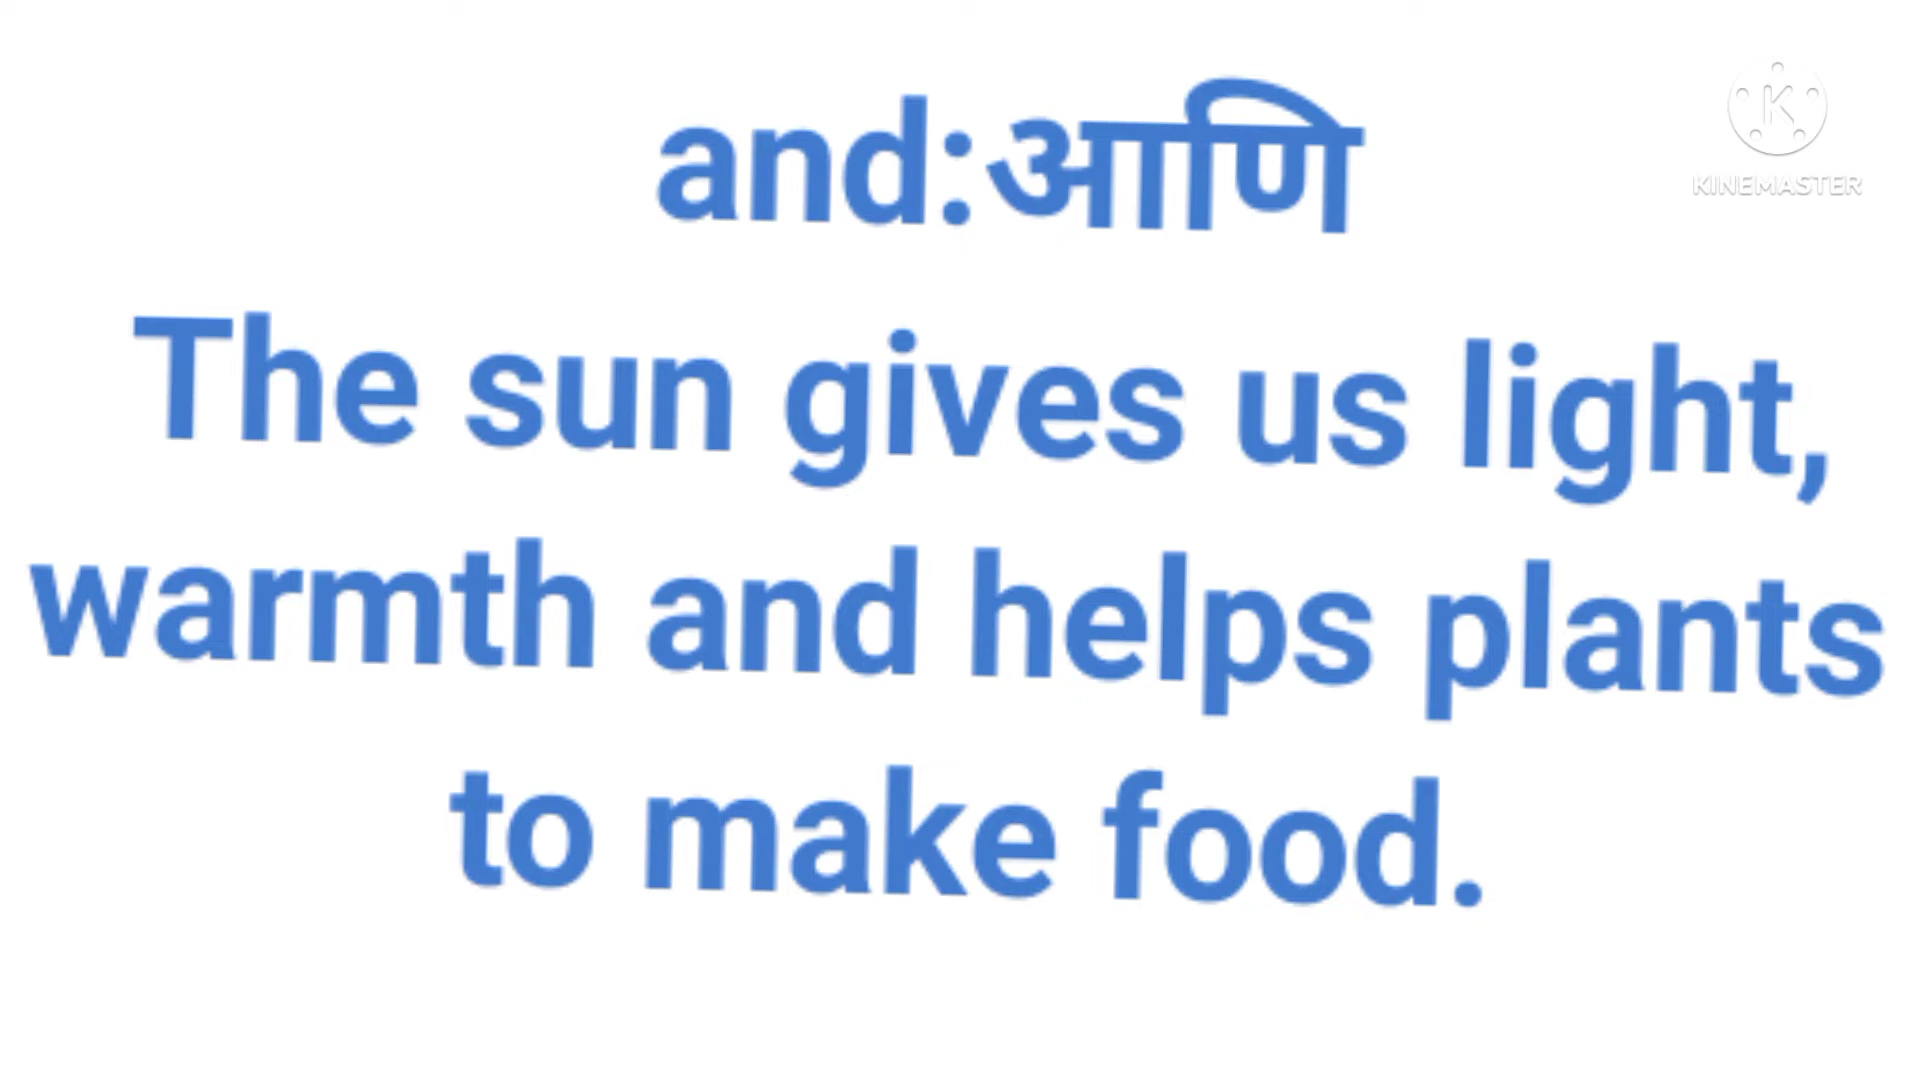 and:आणि
The sun gives us light,
warmth and helps plants
to make food.
K
KINEMASTER